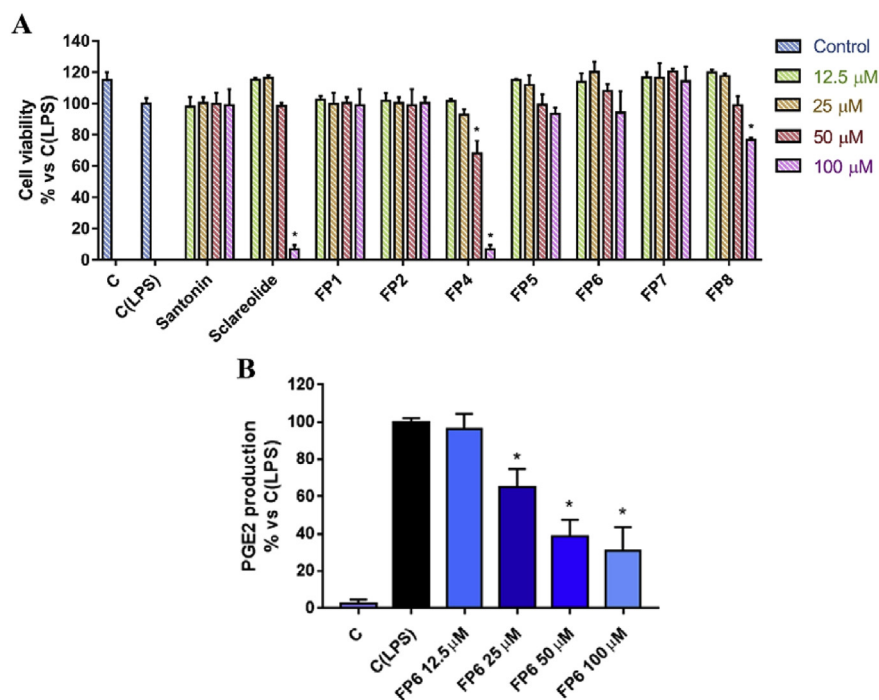 A
Cell viability
% vs C(LPS)
140
120
100
80
60
40
20
0
*
*
*
*
C
C(LPS)
Santonin
Sclareolide
FP1
FP2
FP4
FP5
FP6
FP7
FP8
Control
12.5 µM
25 µM
50 µM
100 µM
B
PGE2 production
% vs C(LPS)
120
100
80
60
40
20
0
*
*
*
C
C(LPS)
FP6 12.5 µM
FP6 25 µM
FP6 50 µM
FP6 100 µM